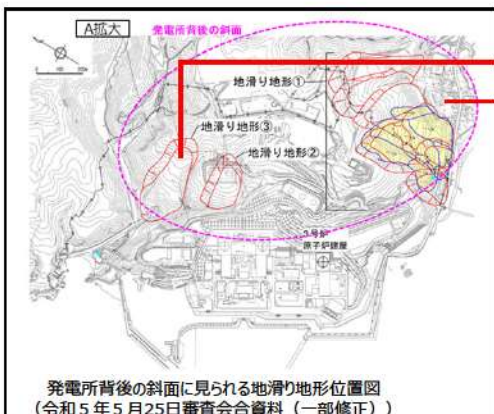 A拡大
発電所背後の斜面
地滑り地形①
地滑り地形③
地滑り地形②
3号炉
原子炉建屋
発電所背後の斜面に見られる地滑り地形位置図
(令和5年5月25日審査会合資料(一部修正))